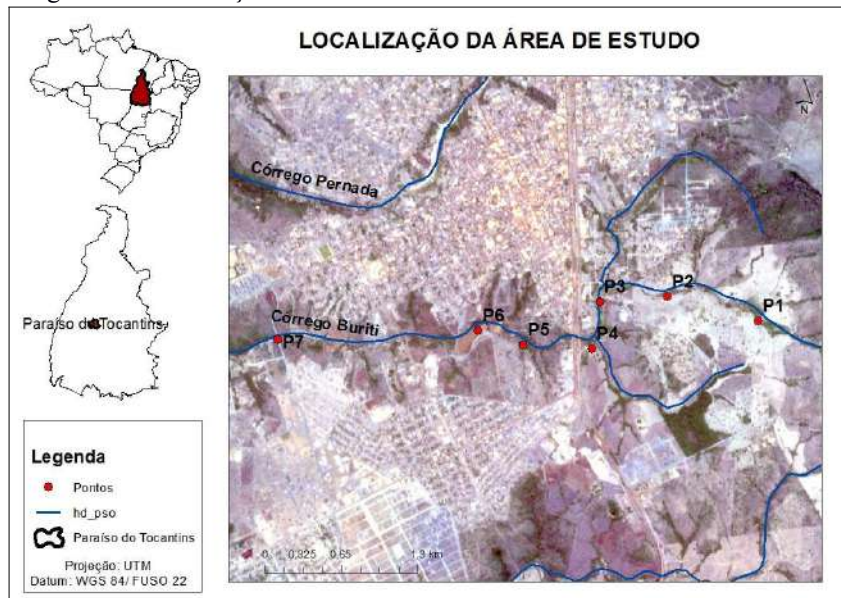 LOCALIZAÇÃO DA ÁREA DE ESTUDO
N
Córrego Pernada
P3
P2
P1
P6
Córrego Buriti
P5
P4
P7
Paraíso do Tocantins
Legenda
Pontos
hd_pso
Paraíso do Tocantins
Projeção: UTM
Datum: WGS 84/ FUSO 22
0 0,325 0,65 1,3 km